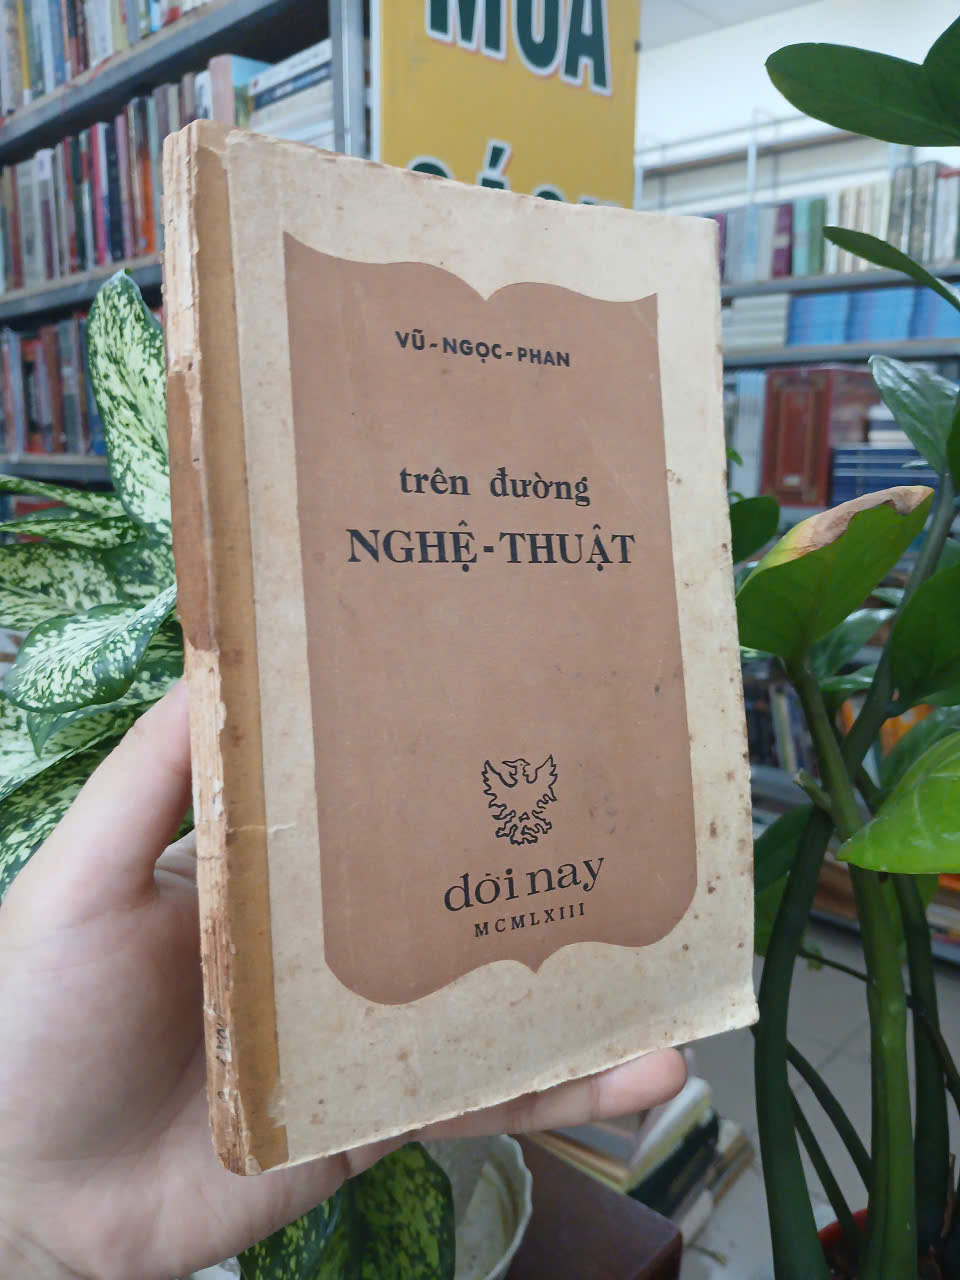 MUA
VŨ-NGỌC-PHAN
trên đường
NGHỆ-THUẬT
đời nay
MCMLXIII